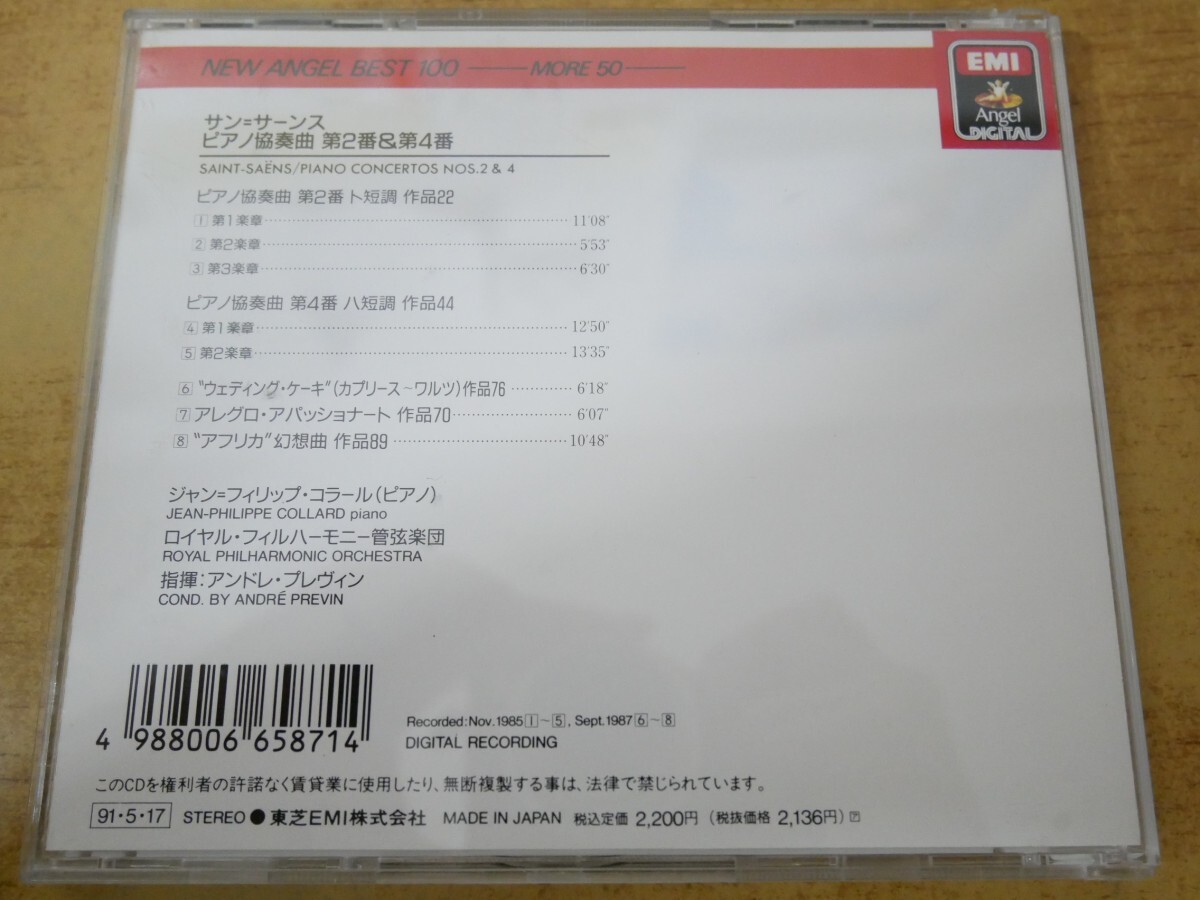 NEW ANGEL BEST 100 —— MORE 50 ——
EMI
Angel
DIGITAL
サン=サーンス
ピアノ協奏曲 第2番&第4番
SAINT-SAËNS/PIANO CONCERTOS NOS.2 & 4
ピアノ協奏曲 第2番 ト短調 作品22
1 第1楽章 11'08"
2 第2楽章 5'53"
3 第3楽章 6'30"
ピアノ協奏曲 第4番 ハ短調 作品44
4 第1楽章 12'50"
5 第2楽章 13'35"
6 "ウェディング・ケーキ"(カプリース~ワルツ)作品76 6'18"
7 アレグロ・アパッショナート 作品70 6'07"
8 "アフリカ"幻想曲 作品89 10'48"
ジャン=フィリップ・コラール(ピアノ)
JEAN-PHILIPPE COLLARD piano
ロイヤル・フィルハーモニー管弦楽団
ROYAL PHILHARMONIC ORCHESTRA
指揮:アンドレ・プレヴィン
COND. BY ANDRÉ PREVIN
4 988006 658714
Recorded: Nov. 1985 1~5, Sept. 1987 6~8
DIGITAL RECORDING
このCDを権利者の許諾なく賃貸業に使用したり、無断複製する事は、法律で禁じられています。
91・5・17 STEREO ● 東芝EMI株式会社 MADE IN JAPAN 税込定価 2,200円 (税抜価格 2,136円)